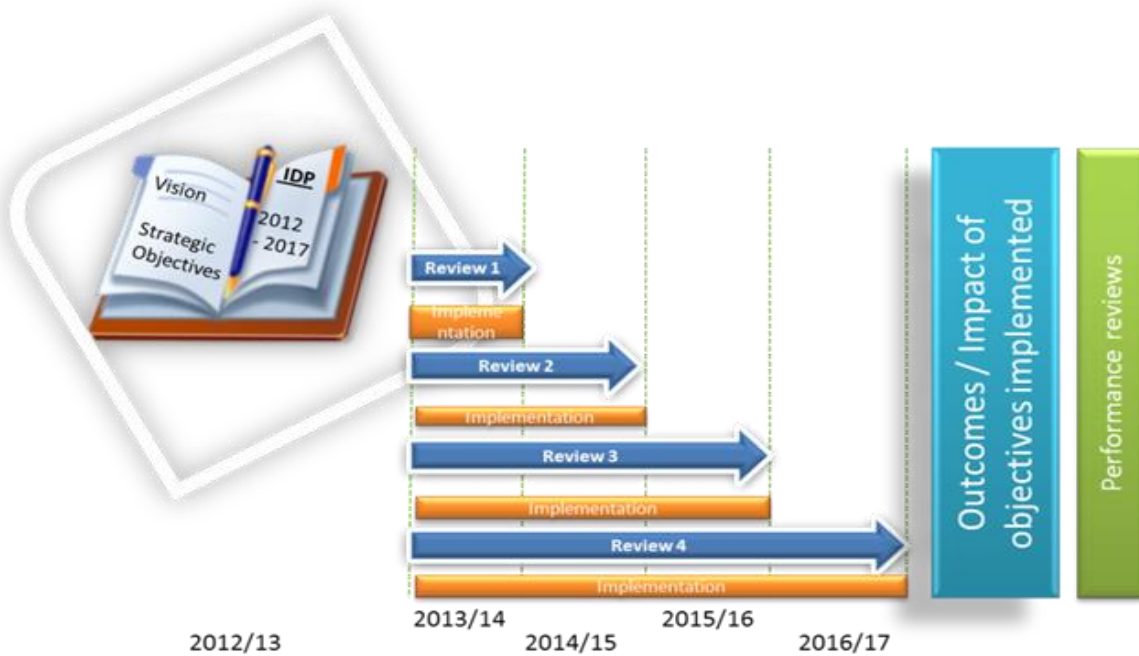 Vision
Strategic
Objectives
IDP
2012
- 2017
Review 1
Impleme
ntation
Review 2
Implementation
Review 3
Implementation
Review 4
Implementation
2012/13
2013/14
2014/15
2015/16
2016/17
Outcomes / Impact of
objectives implemented
Performance reviews